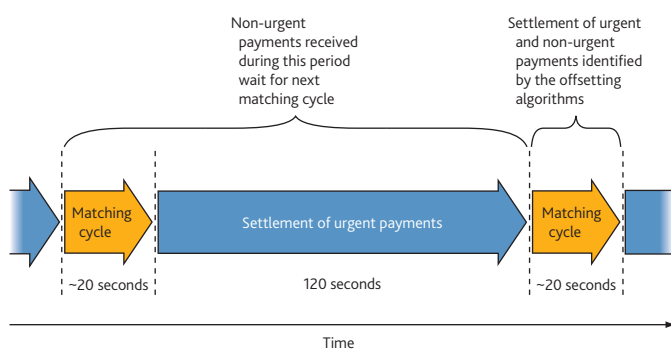 Non-urgent
payments received
during this period
wait for next
matching cycle
Settlement of urgent
and non-urgent
payments identified
by the offsetting
algorithms
Matching
cycle
Settlement of urgent payments
Matching
cycle
~20 seconds
120 seconds
~20 seconds
Time